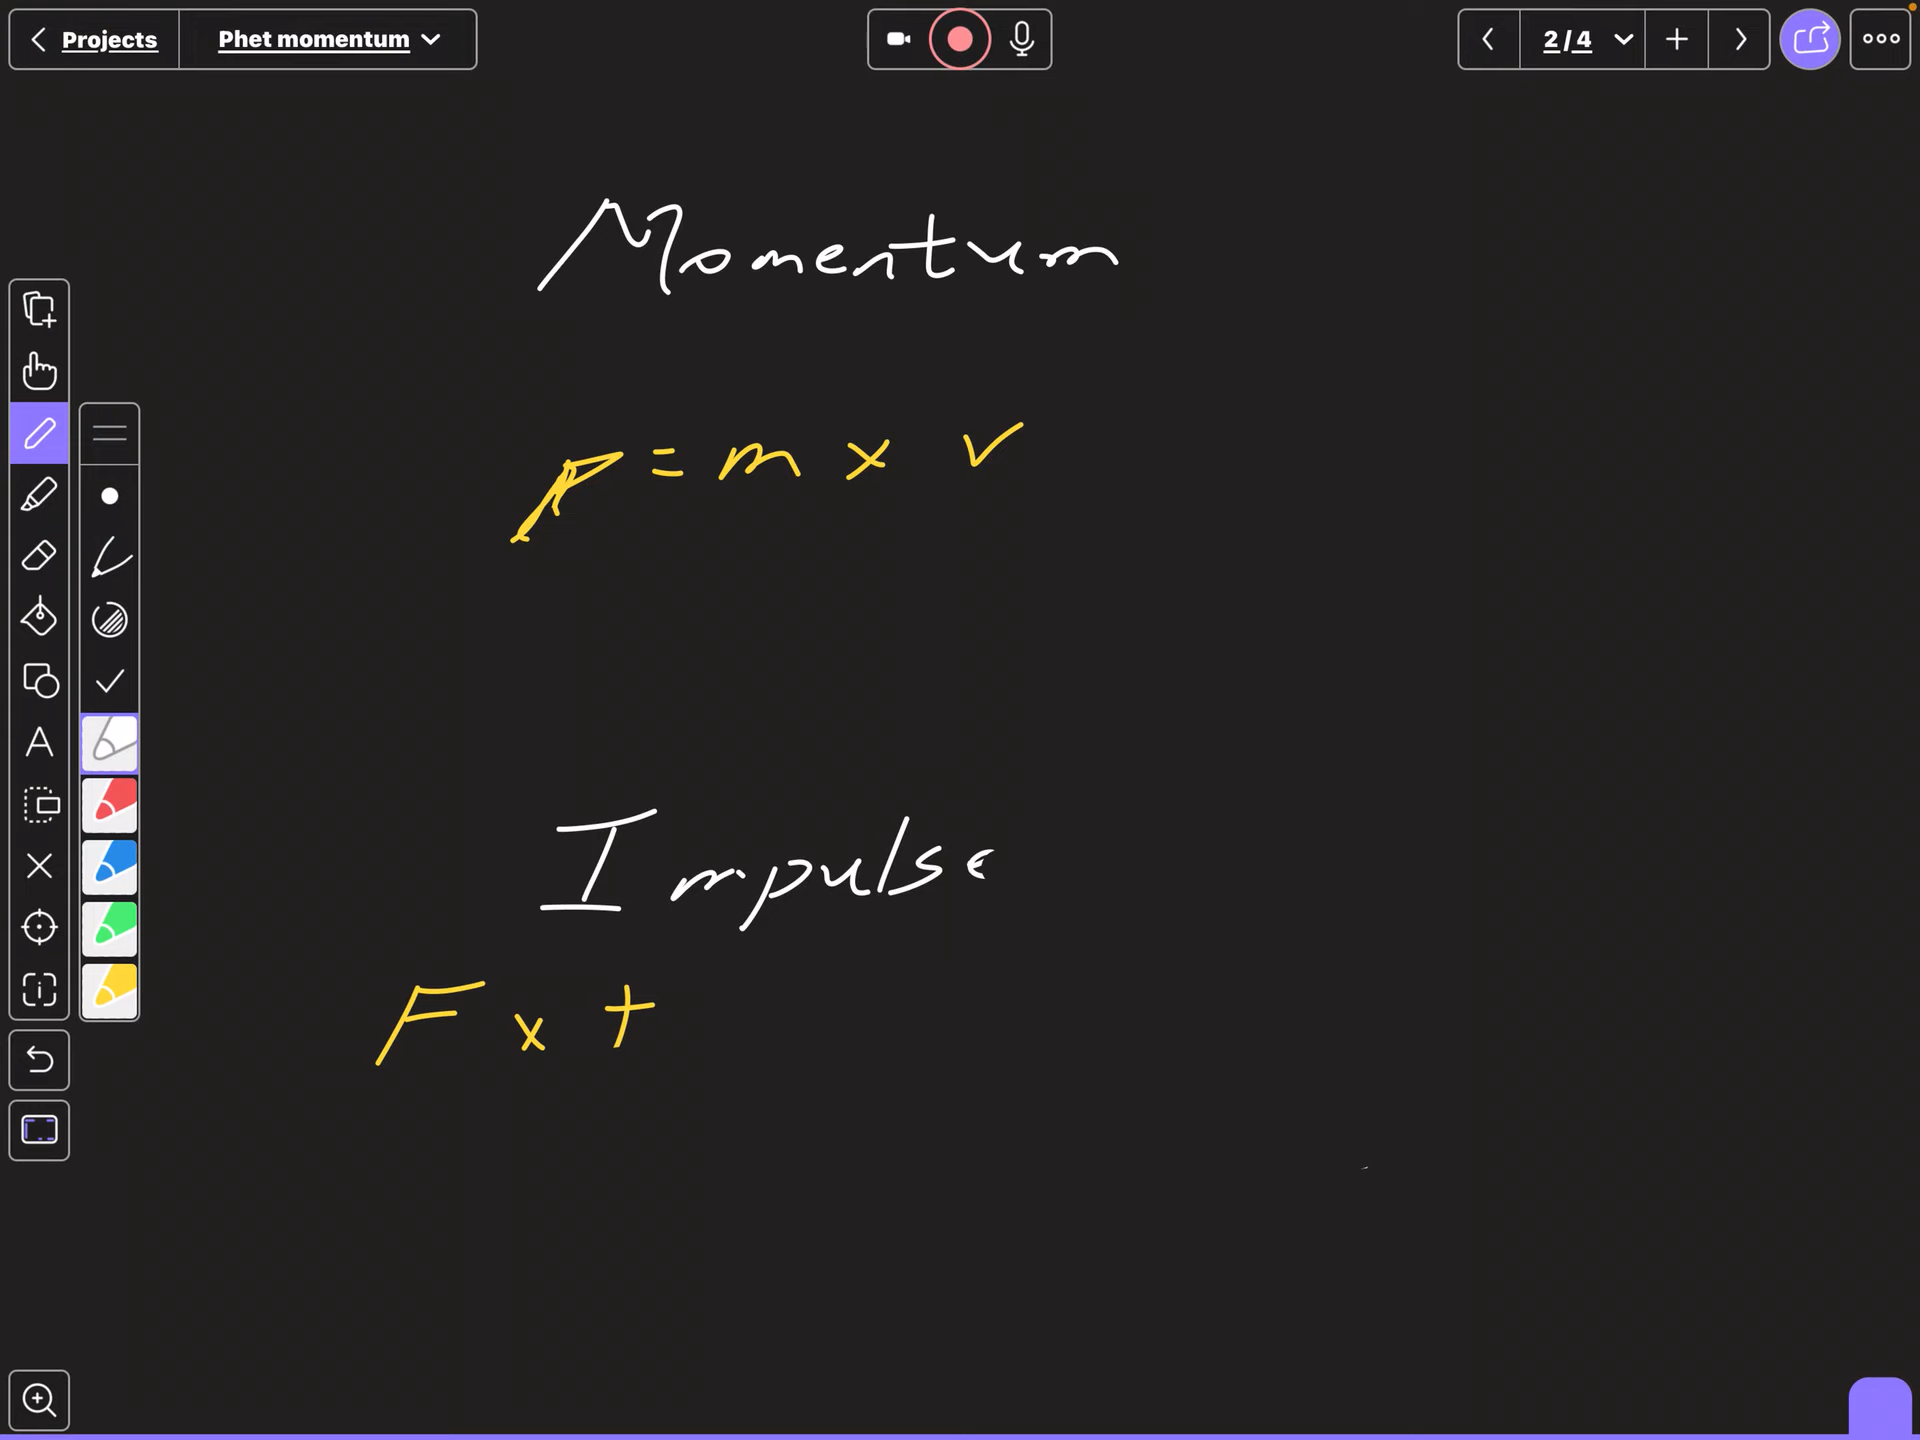 Projects
Phet momentum
2/4
Momentum
p = m x v
Impulse
F x t